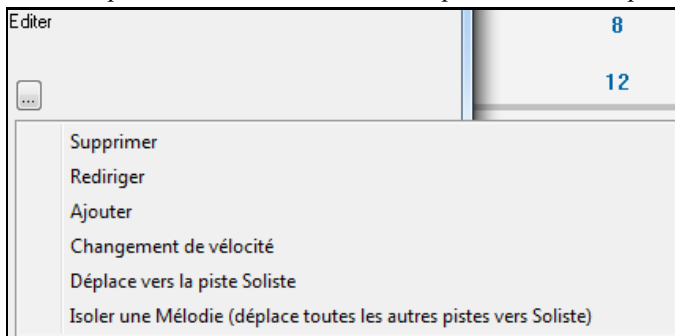 Editer
8
12
...
Supprimer
Rediriger
Ajouter
Changement de vélocité
Déplace vers la piste Soliste
Isoler une Mélodie (déplace toutes les autres pistes vers Soliste)